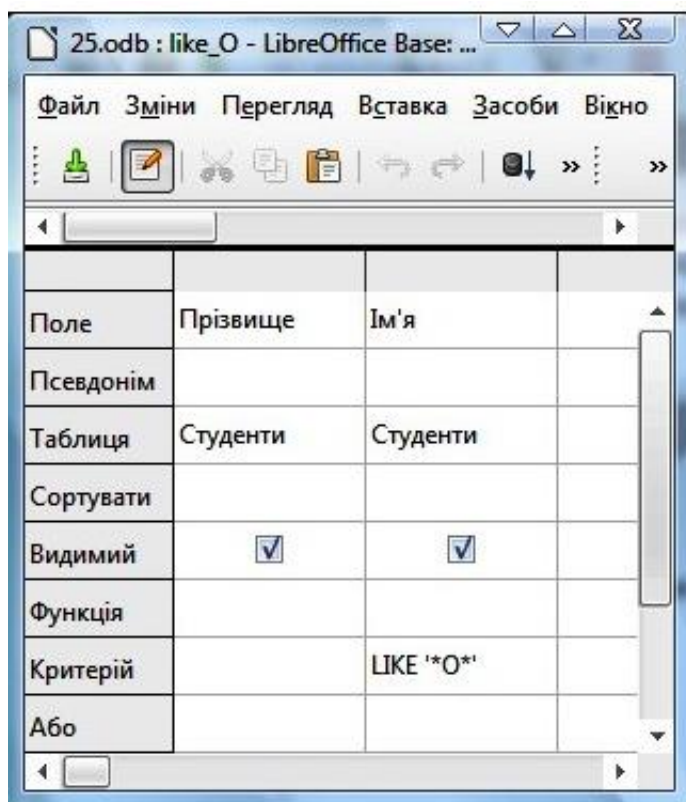 25.odb : like_O - LibreOffice Base: ...
Файл Зміни Перегляд Вставка Засоби Вікно
Поле Прізвище Ім'я
Псевдонім
Таблиця Студенти Студенти
Сортувати
Видимий
Функція
Критерій LIKE '*О*'
Або